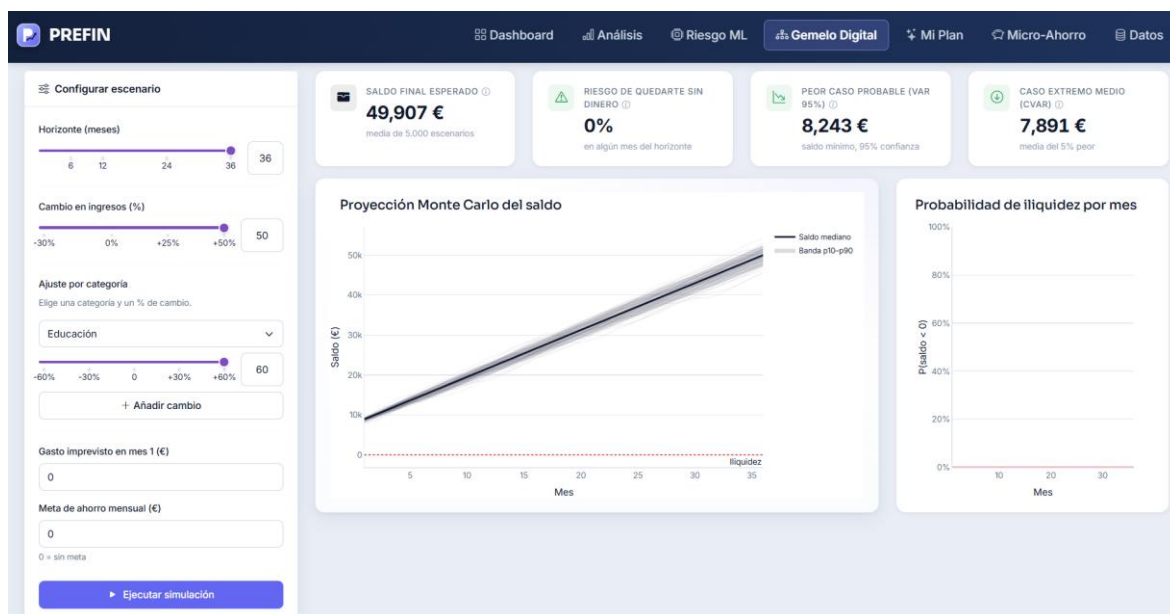 PREFIN
Dashboard
Análisis
Riesgo ML
Gemelo Digital
Mi Plan
Micro-Ahorro
Datos
Configurar escenario
Horizonte (meses)
6 12 24 36
36
Cambio en ingresos (%)
-30% 0% +25% +50%
50
Ajuste por categoría
Elige una categoría y un % de cambio.
Educación
-60% -30% 0 +30% +60%
60
+ Añadir cambio
Gasto imprevisto en mes 1 (€)
0
Meta de ahorro mensual (€)
0
0 = sin meta
Ejecutar simulación
SALDO FINAL ESPERADO
49,907 €
media de 5.000 escenarios
RIESGO DE QUEDARTE SIN
DINERO
0%
en algún mes del horizonte
PEOR CASO PROBABLE (VAR
95%)
8,243 €
saldo mínimo, 95% confianza
CASO EXTREMO MEDIO
(CVAR)
7,891 €
media del 5% peor
Proyección Monte Carlo del saldo
Saldo mediano
Banda p10–p90
Saldo (€)
50k
40k
30k
20k
10k
0
Iliquidez
5 10 15 20 25 30 35
Mes
Probabilidad de iliquidez por mes
P(saldo < 0)
100%
80%
60%
40%
20%
0%
10 20 30
Mes